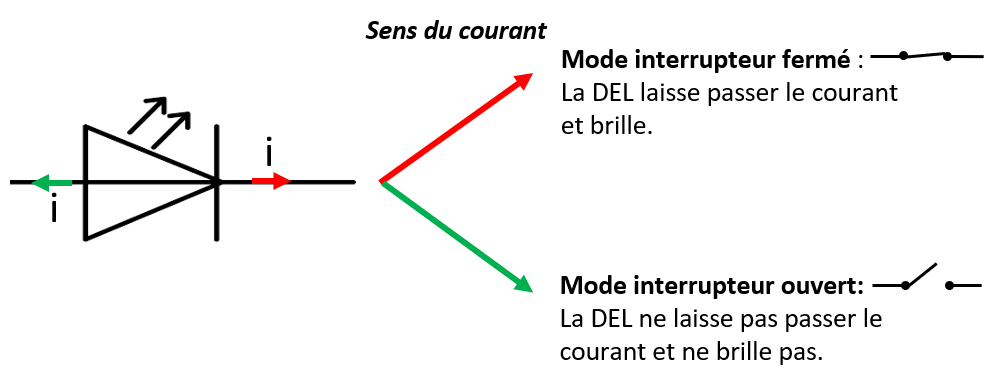 Sens du courant
Mode interrupteur fermé :
La DEL laisse passer le courant
et brille.
i
i
Mode interrupteur ouvert:
La DEL ne laisse pas passer le
courant et ne brille pas.